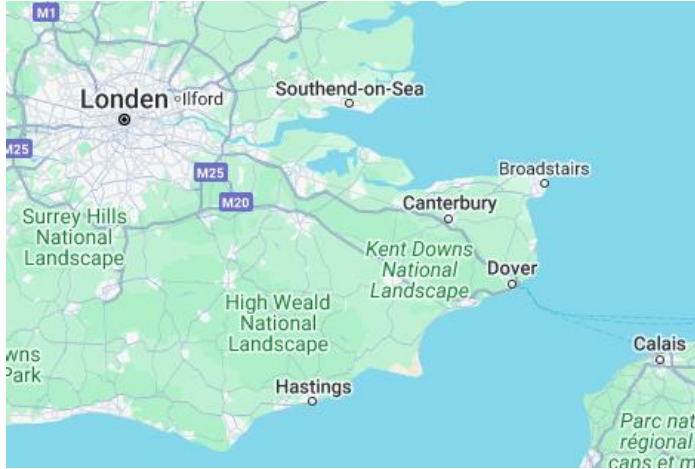 M1
Londen
Ilford
Southend-on-Sea
M25
M25
Broadstairs
M20
Canterbury
Surrey Hills
National
Landscape
Kent Downs
National
Landscape
Dover
High Weald
National
Landscape
Calais
wns
Park
Hastings
Parc nat
régional
caps et m